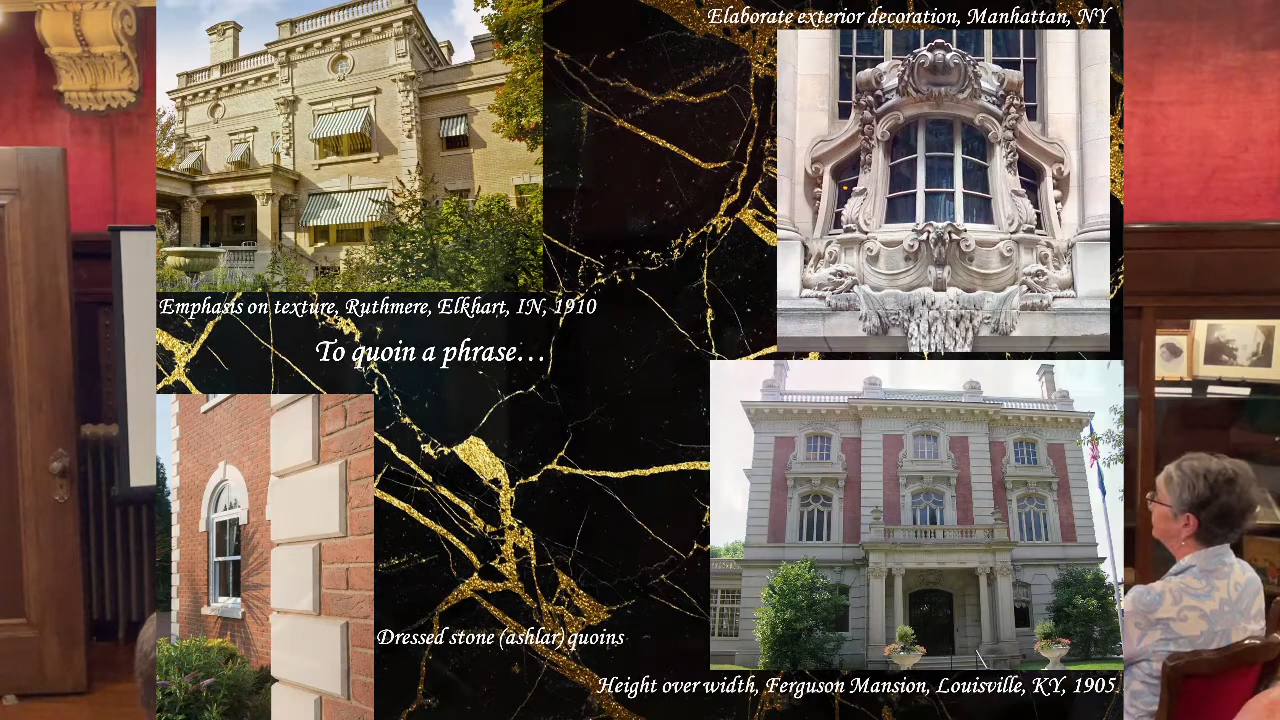 Elaborate exterior decoration, Manhattan, NY
Emphasis on texture, Ruthmere, Elkhart, IN, 1910
To quoin a phrase...
Dressed stone (ashlar) quoins
Height over width, Ferguson Mansion, Louisville, KY, 1905